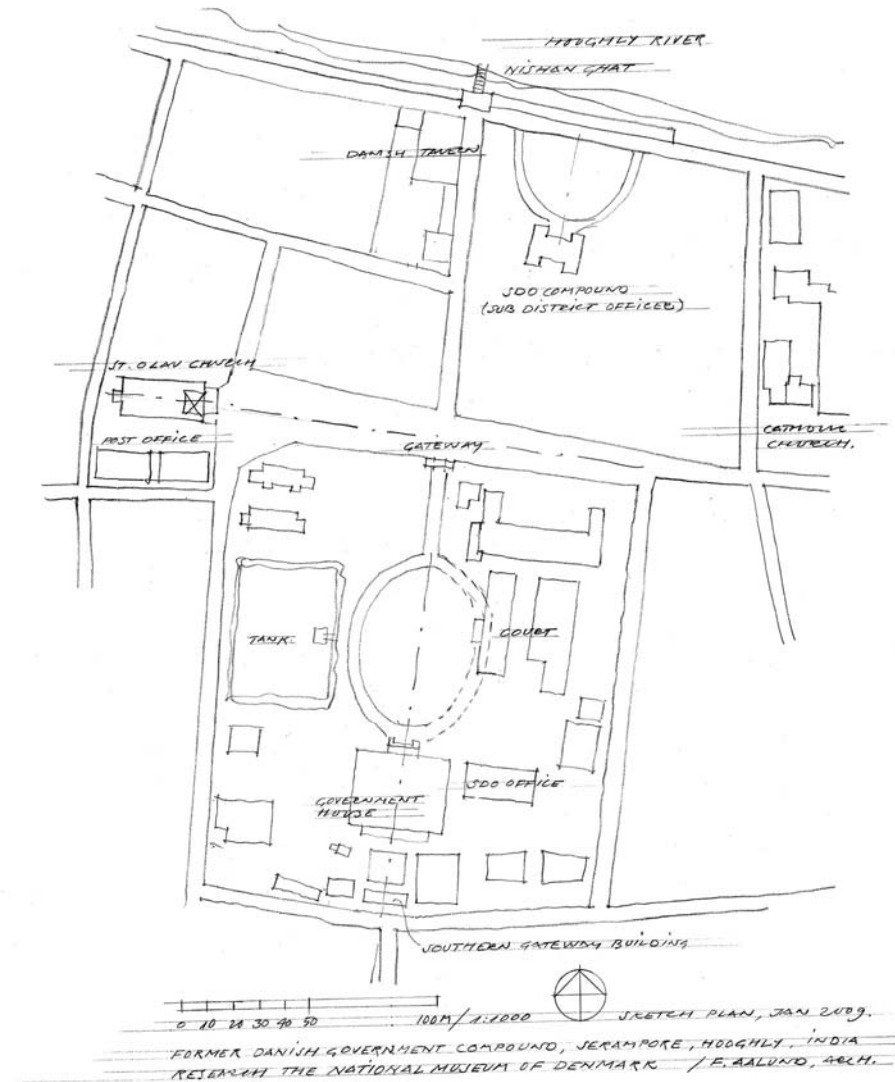 HOOGHLY RIVER
NISHAN GHAT
DANISH TAVERN
SDO COMPOUND
(SUB DISTRICT OFFICER)
ST. OLAV CHURCH
POST OFFICE
GATEWAY
CATHOLIC
CHURCH.
TANK.
COURT
SDO OFFICE
GOVERNMENT
HOUSE.
SOUTHERN GATEWAY BUILDING
0 10 20 30 40 50 100M / 1:1000
SKETCH PLAN, JAN 2009.
FORMER DANISH GOVERNMENT COMPOUND, SERAMPORE, HOOGHLY, INDIA
RESEARCH THE NATIONAL MUSEUM OF DENMARK / F. AALUND, ARCH.